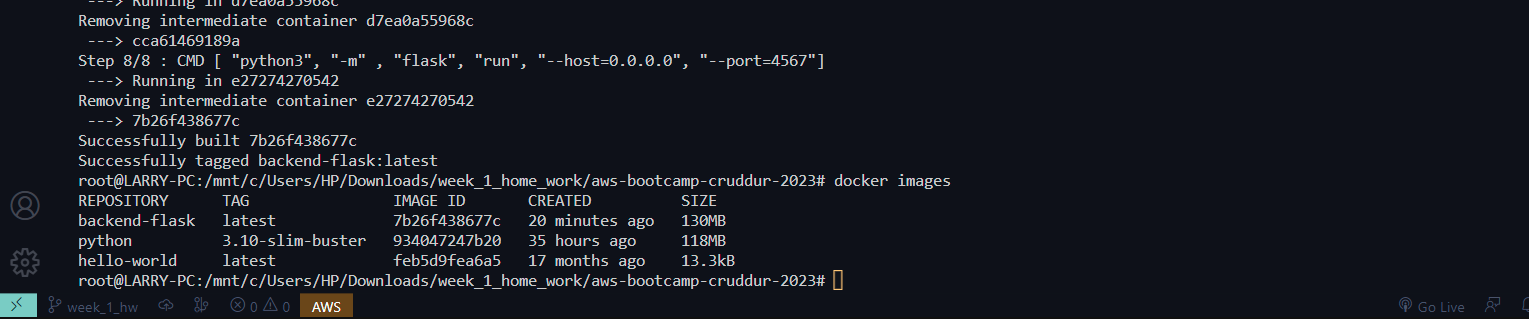 ---> Running in d7ea0a55968c
Removing intermediate container d7ea0a55968c
---> cca61469189a
Step 8/8 : CMD [ "python3", "-m" , "flask", "run", "--host=0.0.0.0", "--port=4567"]
---> Running in e27274270542
Removing intermediate container e27274270542
---> 7b26f438677c
Successfully built 7b26f438677c
Successfully tagged backend-flask:latest
root@LARRY-PC:/mnt/c/Users/HP/Downloads/week_1_home_work/aws-bootcamp-cruddur-2023# docker images
REPOSITORY TAG IMAGE ID CREATED SIZE
backend-flask latest 7b26f438677c 20 minutes ago 130MB
python 3.10-slim-buster 934047247b20 35 hours ago 118MB
hello-world latest feb5d9fea6a5 17 months ago 13.3kB
root@LARRY-PC:/mnt/c/Users/HP/Downloads/week_1_home_work/aws-bootcamp-cruddur-2023#
week_1_hw 0 0 AWS Go Live